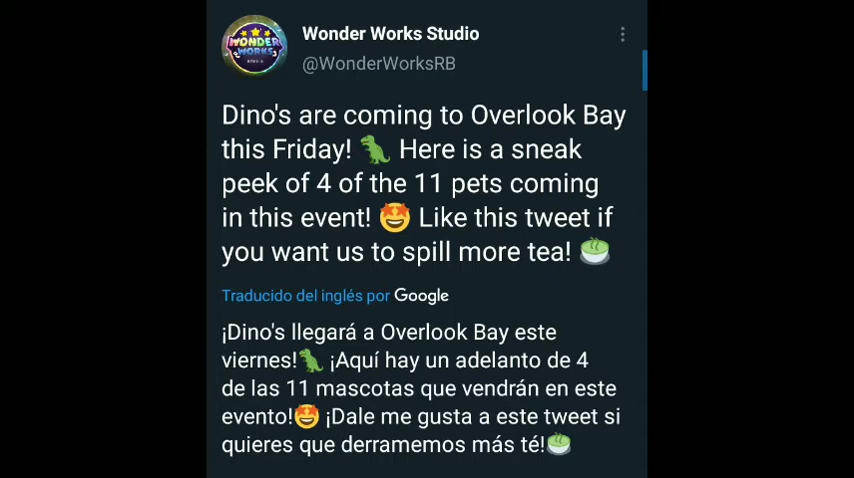 Wonder Works Studio
@WonderWorksRB
WONDER
WORKS
Dino's are coming to Overlook Bay
this Friday! 🦖 Here is a sneak
peek of 4 of the 11 pets coming
in this event! 🤩 Like this tweet if
you want us to spill more tea! 🍵
Traducido del inglés por Google
¡Dino's llegará a Overlook Bay este
viernes!🦖 ¡Aquí hay un adelanto de 4
de las 11 mascotas que vendrán en este
evento!🤩 ¡Dale me gusta a este tweet si
quieres que derramemos más té!🍵